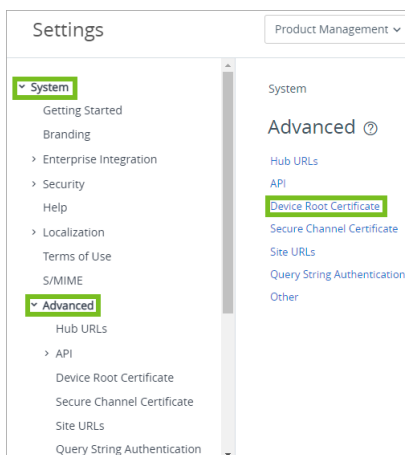 Settings
Product Management
System
Getting Started
Branding
Enterprise Integration
Security
Help
Localization
Terms of Use
S/MIME
Advanced
Hub URLs
API
Device Root Certificate
Secure Channel Certificate
Site URLs
Query String Authentication
System
Advanced
Hub URLs
API
Device Root Certificate
Secure Channel Certificate
Site URLs
Query String Authentication
Other